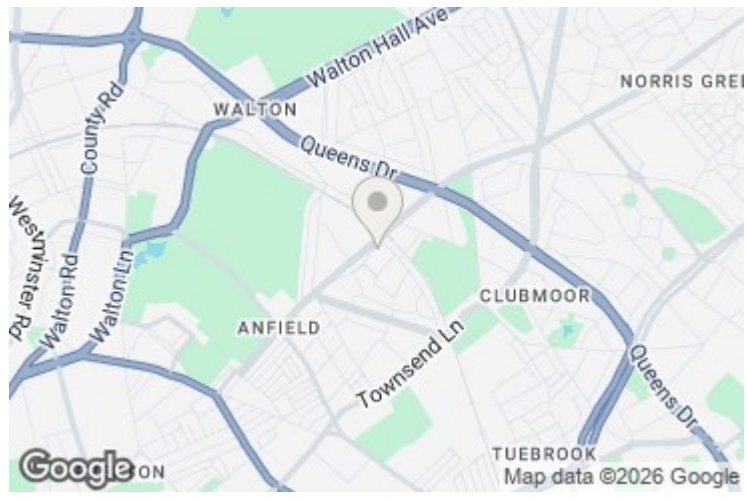 Walton Hall Ave
NORRIS GREE
WALTON
County Rd
Queens Dr
Westminster Rd
Walton Rd
Walton Ln
CLUBMOOR
ANFIELD
Townsend Ln
Queens Dr
TUEBROOK
Google
TON
Map data ©2026 Google